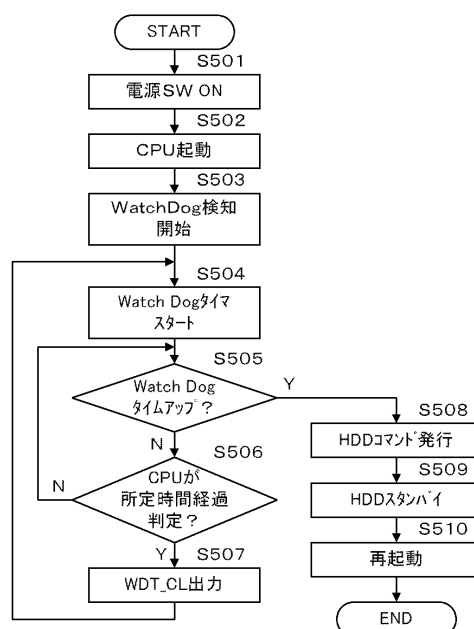 START
S501
電源SW ON
S502
CPU起動
S503
WatchDog検知
開始
S504
Watch Dogﾀｲﾏ
ｽﾀｰﾄ
S505
Watch Dog
ﾀｲﾑｱｯﾌﾟ？
Y
N
S506
CPUが
所定時間経過
判定？
N
Y
S507
WDT_CL出力
S508
HDDｺﾏﾝﾄﾞ発行
S509
HDDｽﾀﾝﾊﾞｲ
S510
再起動
END